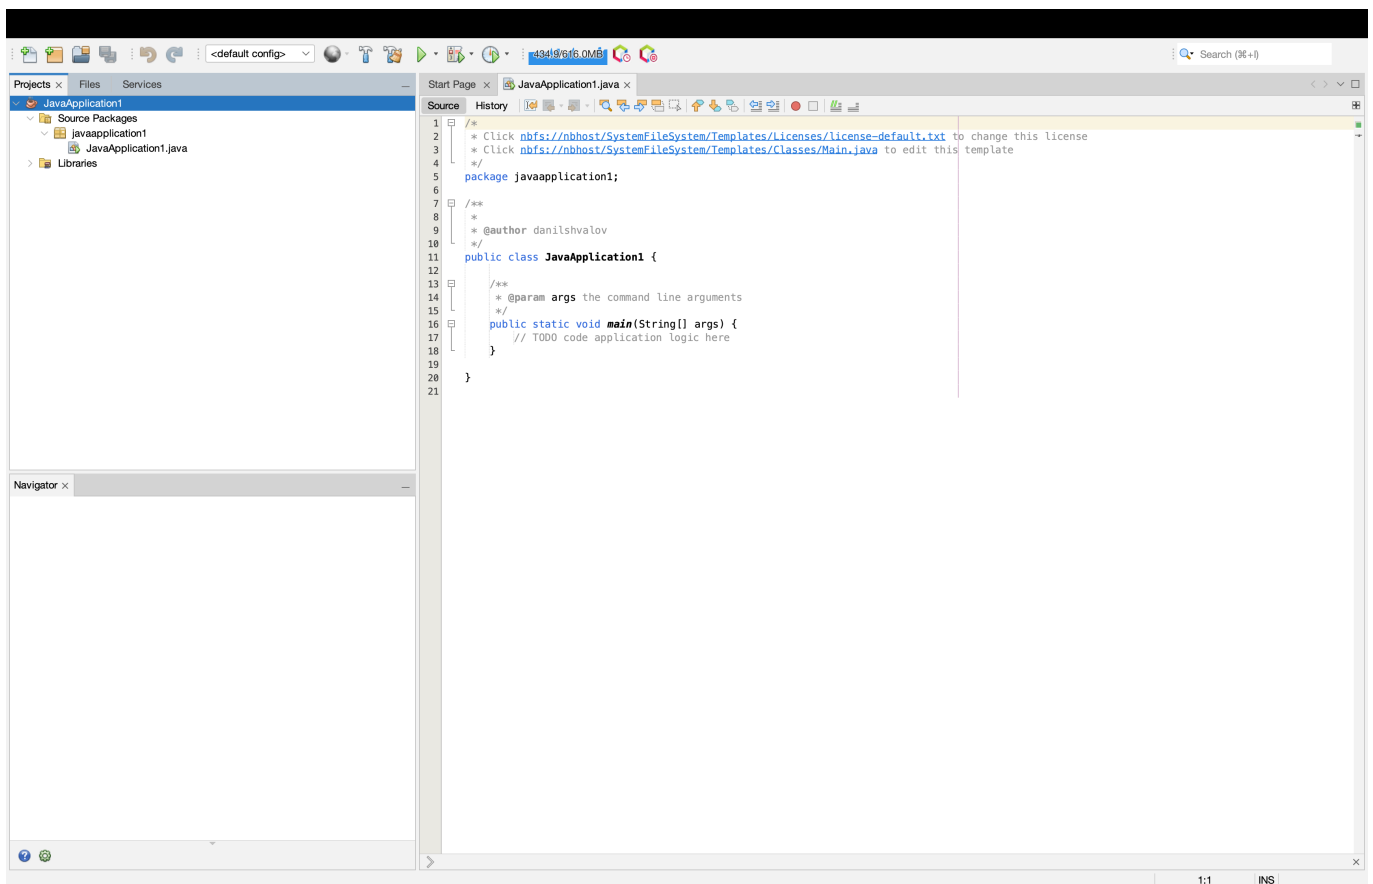 <default config>
434.9/616.0MB
Search (⌘+I)
Projects
Files
Services
JavaApplication1
Source Packages
javaapplication1
JavaApplication1.java
Libraries
Navigator
Start Page
JavaApplication1.java
Source
History
1 /*
2 * Click nbfs://nbhost/SystemFileSystem/Templates/Licenses/license-default.txt to change this license
3 * Click nbfs://nbhost/SystemFileSystem/Templates/Classes/Main.java to edit this template
4 */
5 package javaapplication1;
6
7 /**
8 *
9 * @author danilshvalov
10 */
11 public class JavaApplication1 {
12
13 /**
14 * @param args the command line arguments
15 */
16 public static void main(String[] args) {
17 // TODO code application logic here
18 }
19
20 }
21
1:1
INS